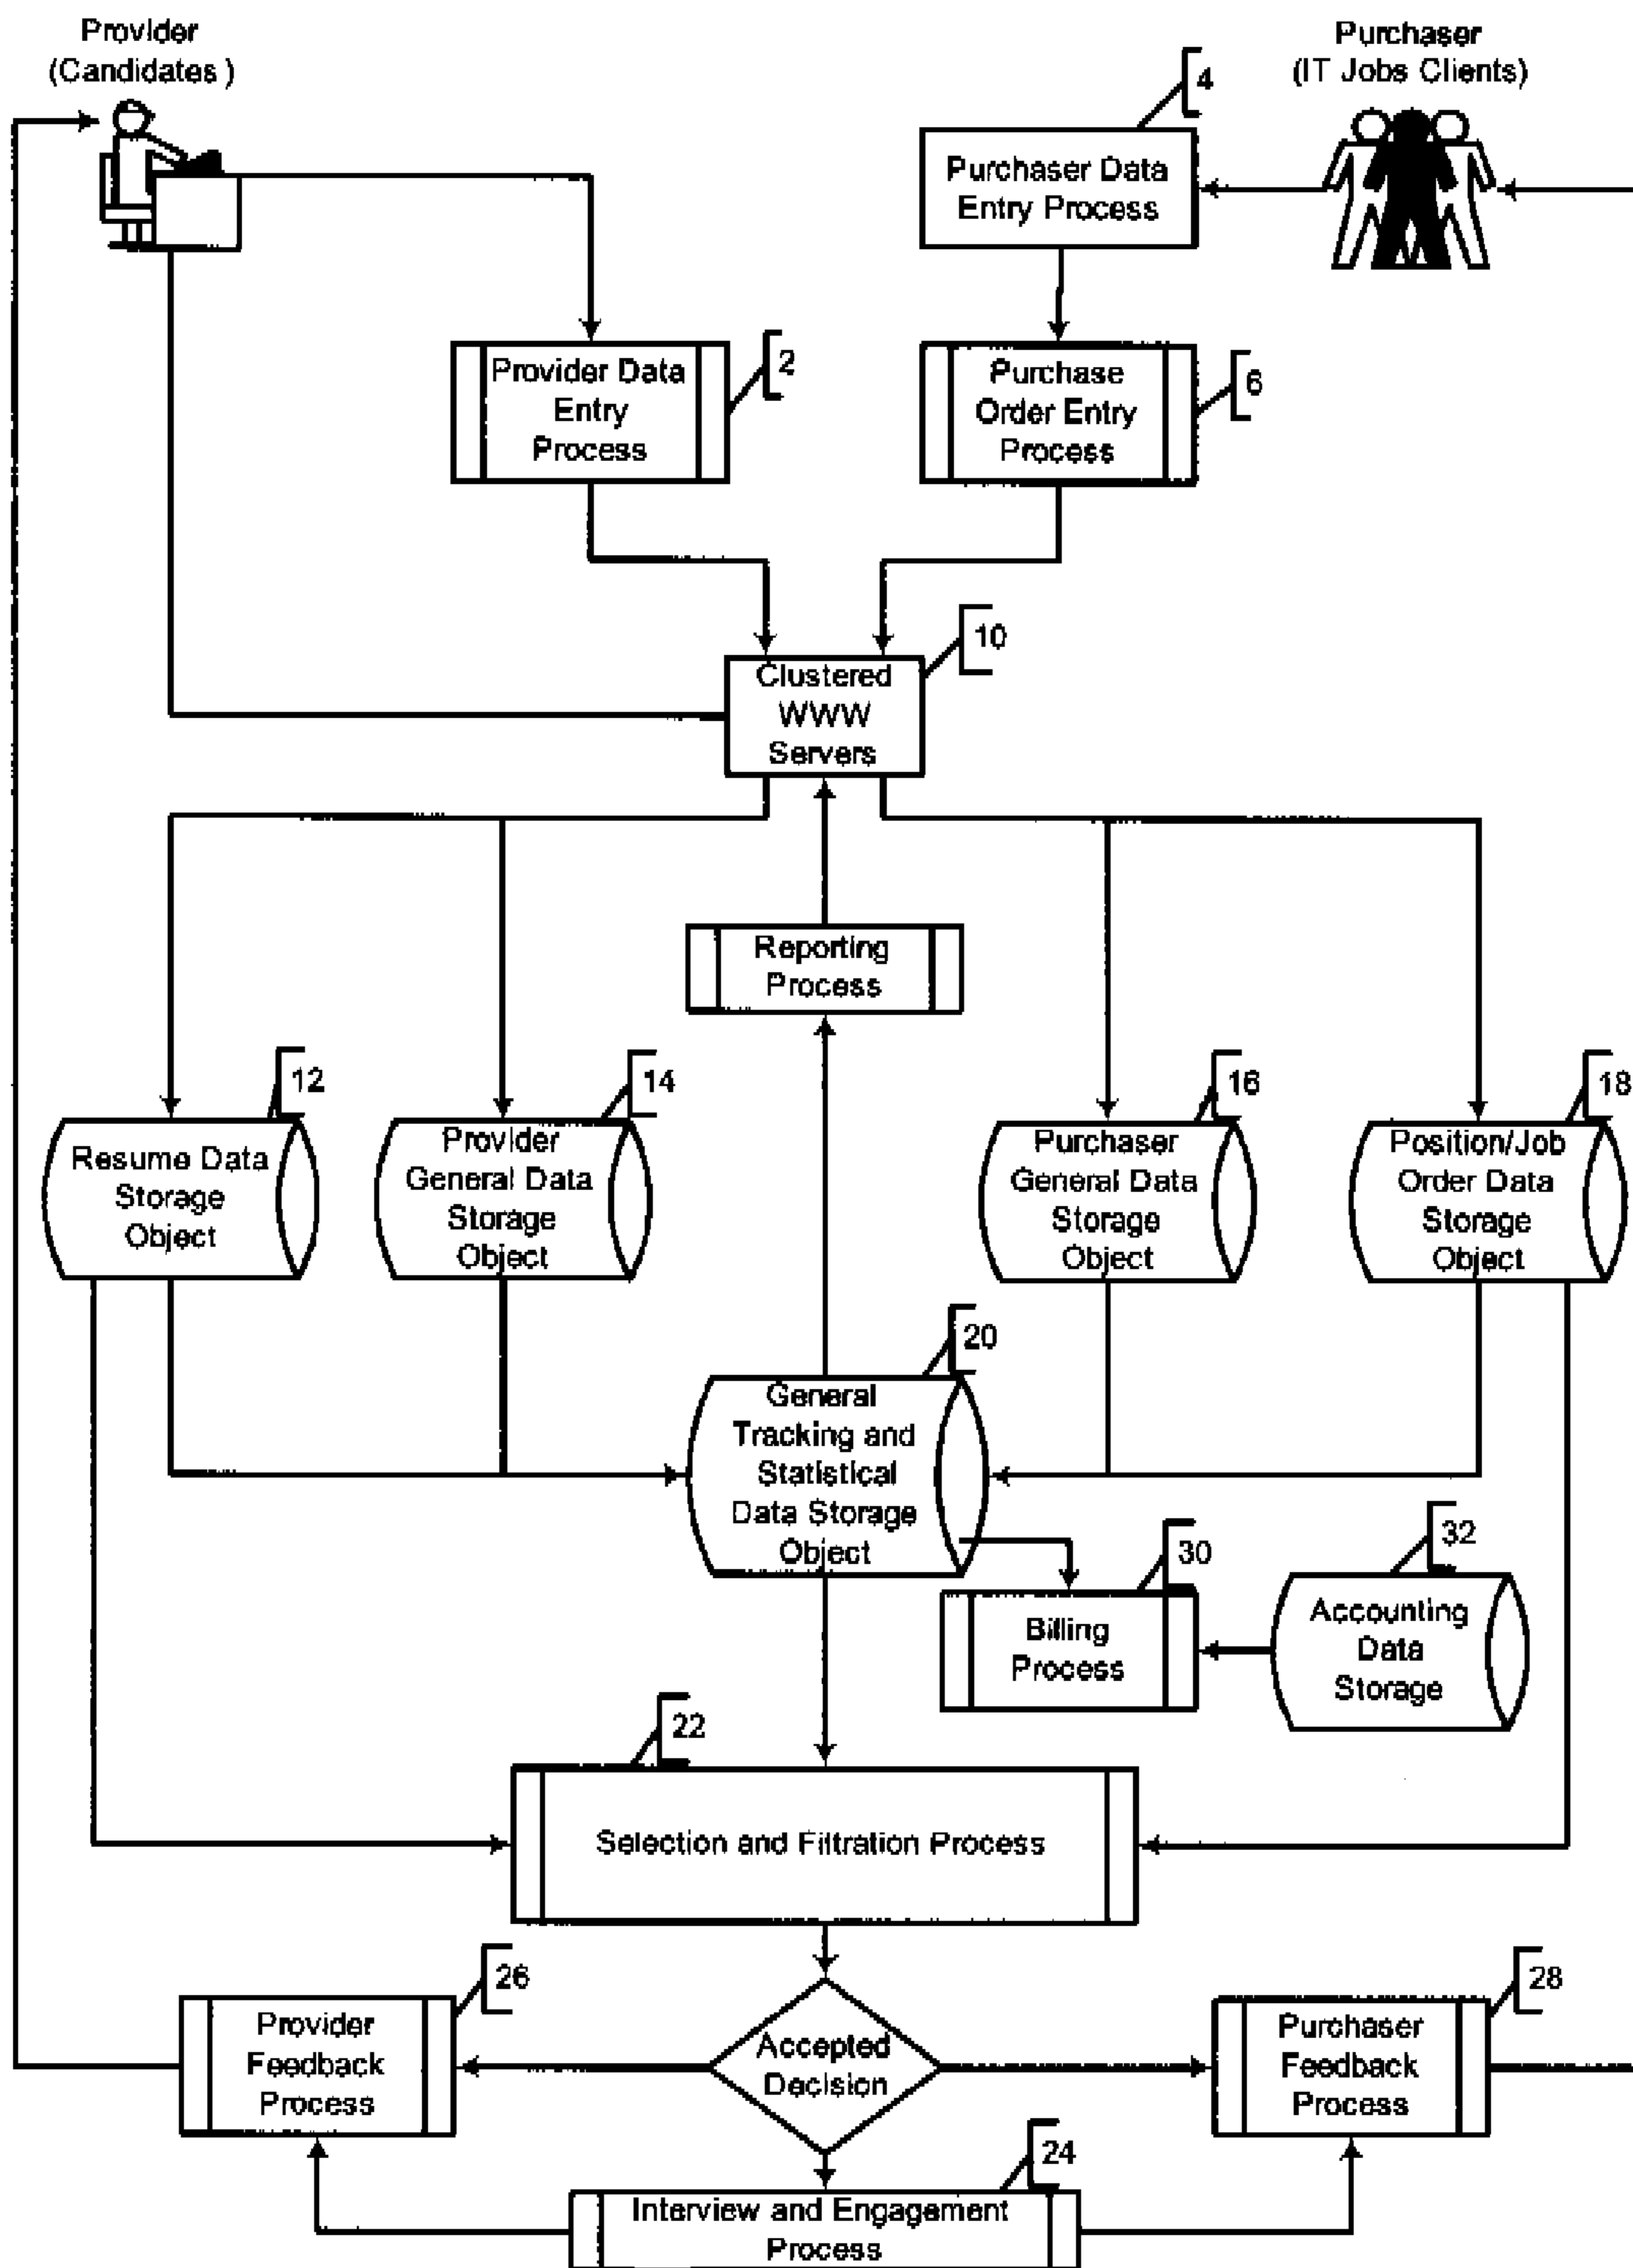 Provider
(Candidates )
Purchaser
(IT Jobs Clients)
4
Purchaser Data
Entry Process
Provider Data
Entry
Process
2
Purchase
Order Entry
Process
6
10
Clustered
WWW
Servers
Reporting
Process
12
14
16
18
Resume Data
Storage
Object
Provider
General Data
Storage
Object
Purchaser
General Data
Storage
Object
Position/Job
Order Data
Storage
Object
20
General
Tracking and
Statistical
Data Storage
Object
30
32
Billing
Process
Accounting
Data
Storage
22
Selection and Filtration Process
26
28
Provider
Feedback
Process
Accepted
Decision
Purchaser
Feedback
Process
24
Interview and Engagement
Process